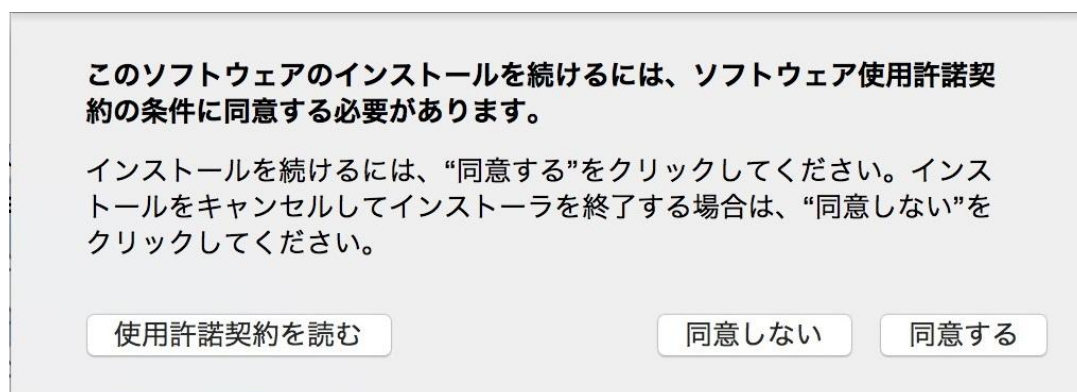 このソフトウェアのインストールを続けるには、ソフトウェア使用許諾契
約の条件に同意する必要があります。
インストールを続けるには、“同意する”をクリックしてください。インス
トールをキャンセルしてインストーラを終了する場合は、“同意しない”を
クリックしてください。
使用許諾契約を読む 同意しない 同意する